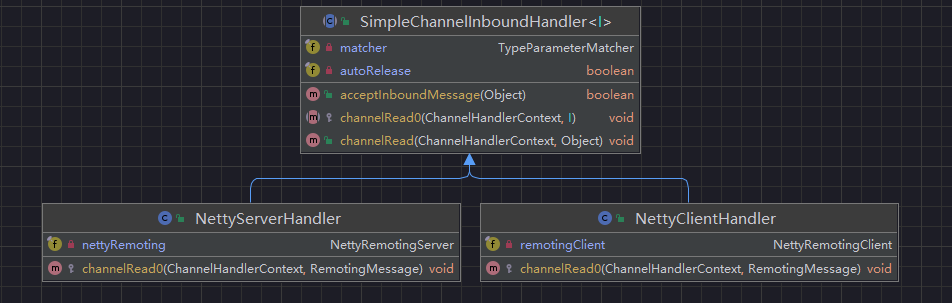 SimpleChannelInboundHandler<I>
matcher TypeParameterMatcher
autoRelease boolean
acceptInboundMessage(Object) boolean
channelRead0(ChannelHandlerContext, I) void
channelRead(ChannelHandlerContext, Object) void
NettyServerHandler
nettyRemoting NettyRemotingServer
channelRead0(ChannelHandlerContext, RemotingMessage) void
NettyClientHandler
remotingClient NettyRemotingClient
channelRead0(ChannelHandlerContext, RemotingMessage) void